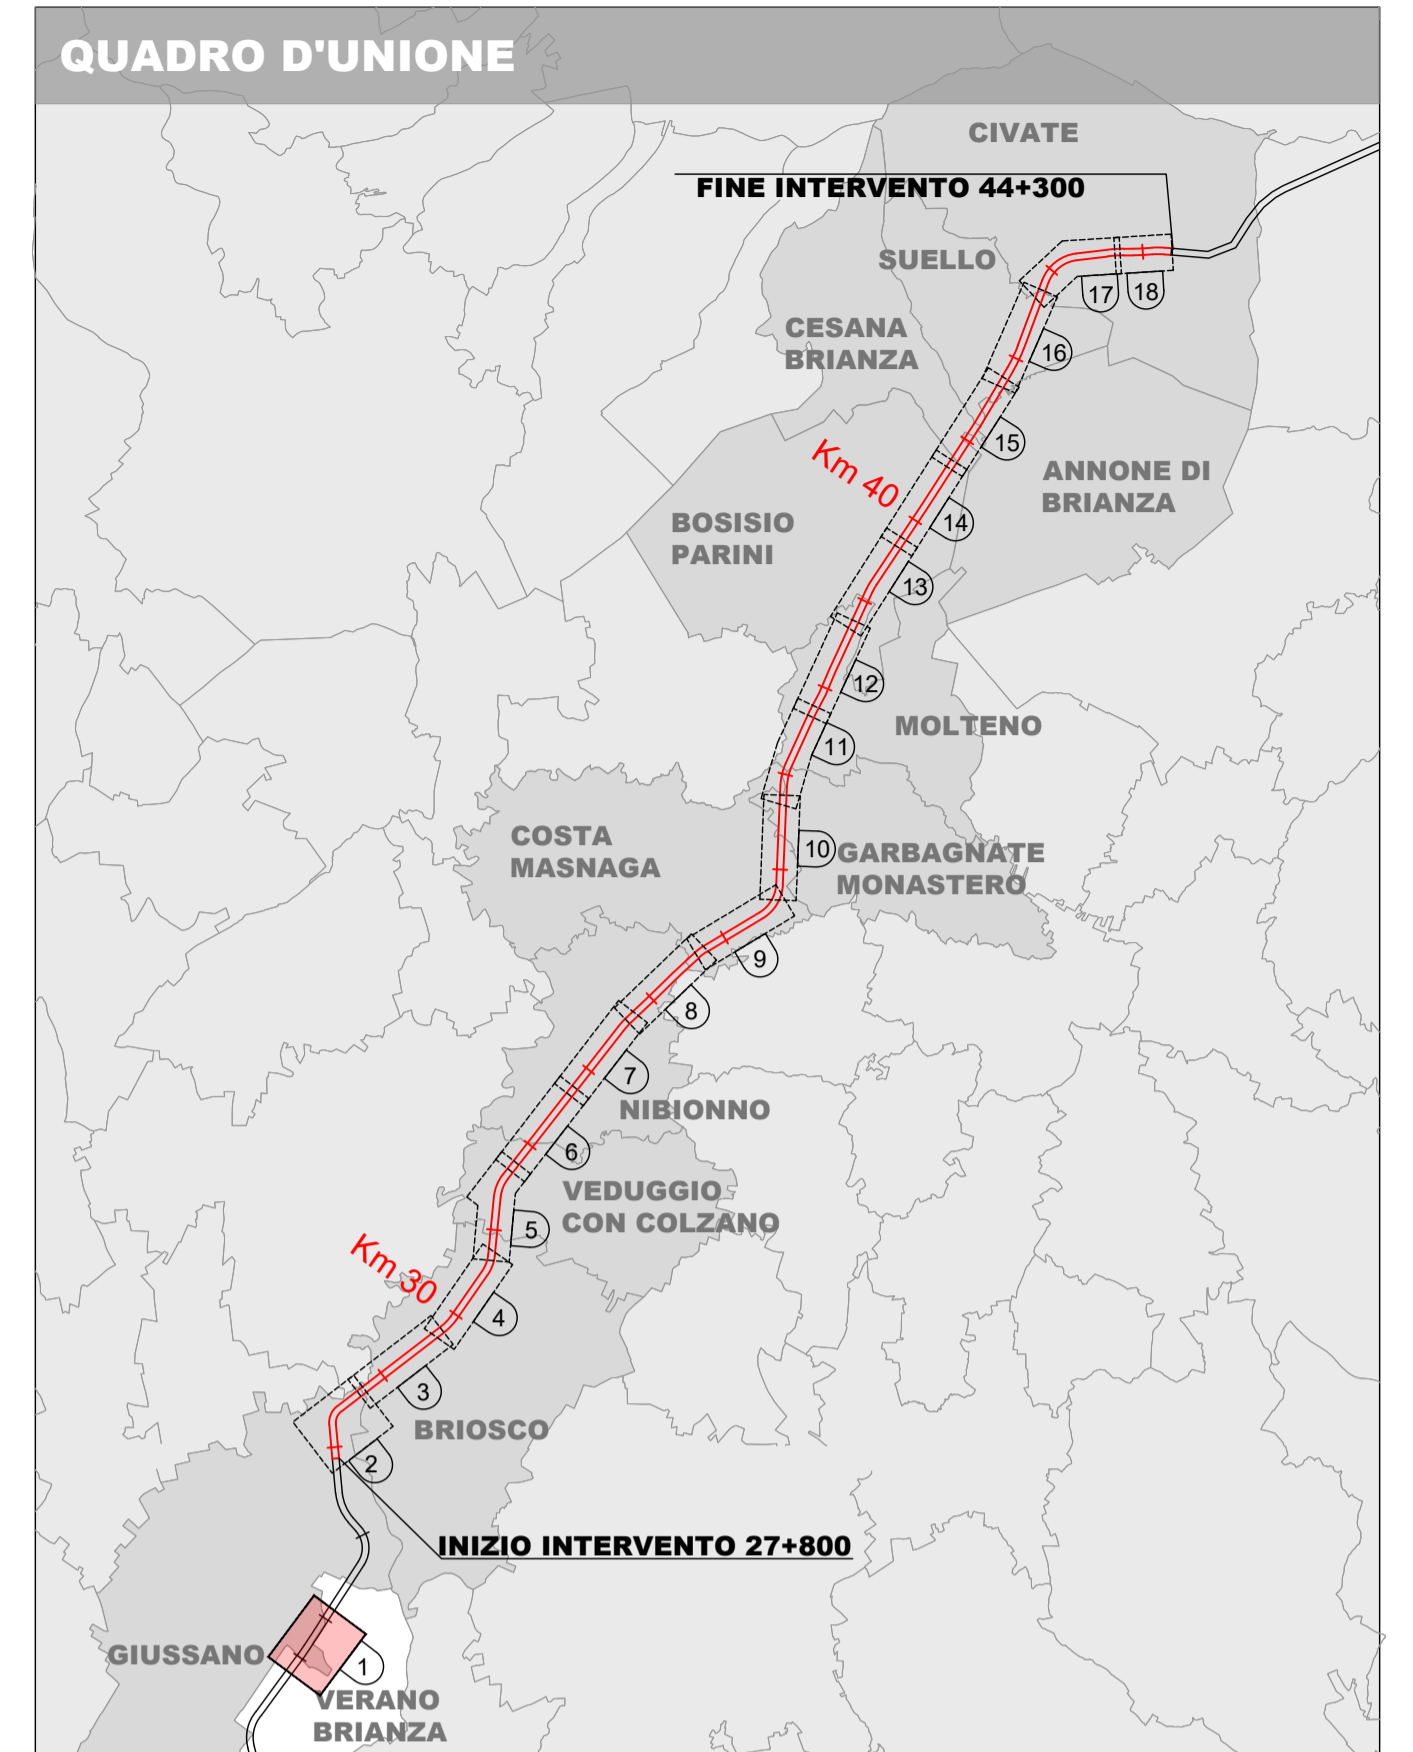 QUADRO D'UNIONE
CIVATE
FINE INTERVENTO 44+300
SUELLO
17
18
CESANA
BRIANZA
16
15
Km 40
ANNONE DI
BRIANZA
BOSISIO
PARINI
14
13
12
MOLTENO
11
COSTA
MASNAGA
10
GARBAGNATE
MONASTERO
9
8
7
NIBIONNO
6
VEDUGGIO
CON COLZANO
5
Km 30
4
3
BRIOSCO
2
INIZIO INTERVENTO 27+800
GIUSSANO
1
VERANO
BRIANZA